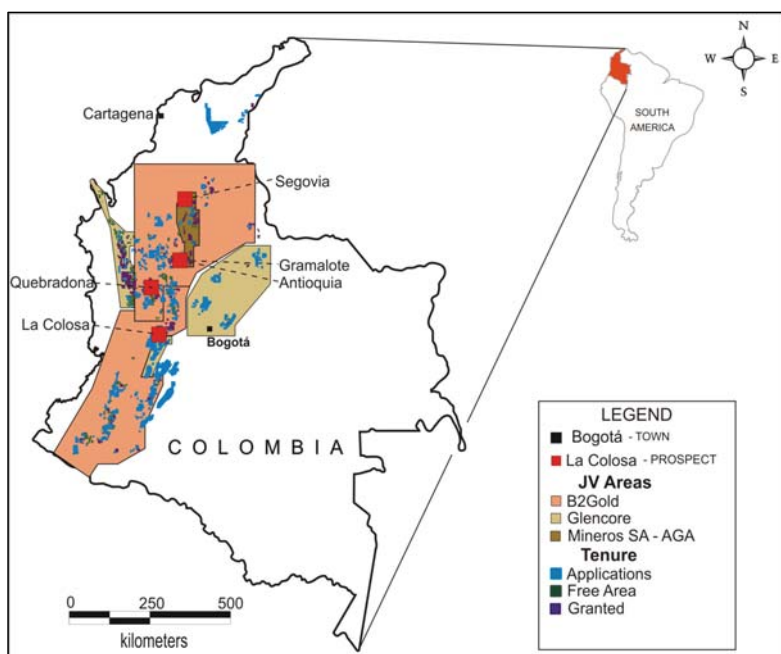 N
W E
S
SOUTH
AMERICA
Cartagena
Segovia
Gramalote
Antioquia
Quebradona
La Colosa
Bogotá
COLOMBIA
LEGEND
Bogotá - TOWN
La Colosa - PROSPECT
JV Areas
B2Gold
Glencore
Mineros SA - AGA
Tenure
Applications
Free Area
Granted
0 250 500
kilometers